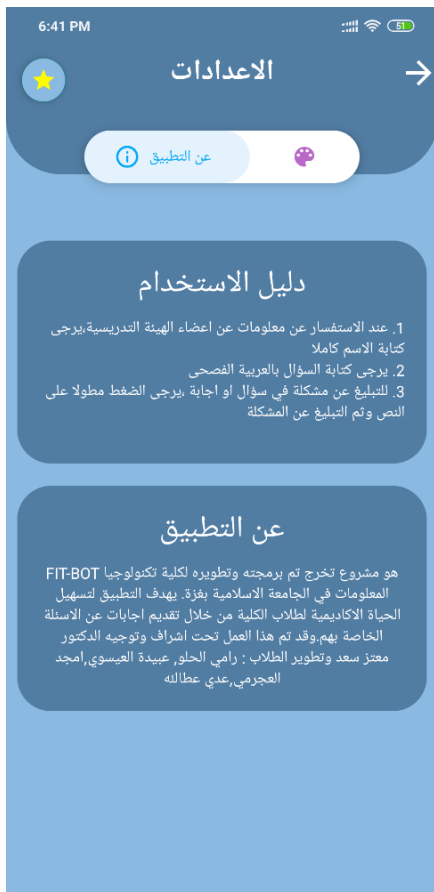 6:41 PM
51
الاعدادات
عن التطبيق
دليل الاستخدام
1. عند الاستفسار عن معلومات عن اعضاء الهيئة التدريسية،يرجى
كتابة الاسم كاملا
2. يرجى كتابة السؤال بالعربية الفصحى
3. للتبليغ عن مشكلة في سؤال او اجابة ،يرجى الضغط مطولا على
النص وثم التبليغ عن المشكلة
عن التطبيق
هو مشروع تخرج تم برمجته وتطويره لكلية تكنولوجيا FIT-BOT
المعلومات في الجامعة الاسلامية بغزة. يهدف التطبيق لتسهيل
الحياة الاكاديمية لطلاب الكلية من خلال تقديم اجابات عن الاسئلة
الخاصة بهم.وقد تم هذا العمل تحت اشراف وتوجيه الدكتور
معتز سعد وتطوير الطلاب : رامي الحلو, عبيدة العيسوي,امجد
العجرمي,عدي عطالله